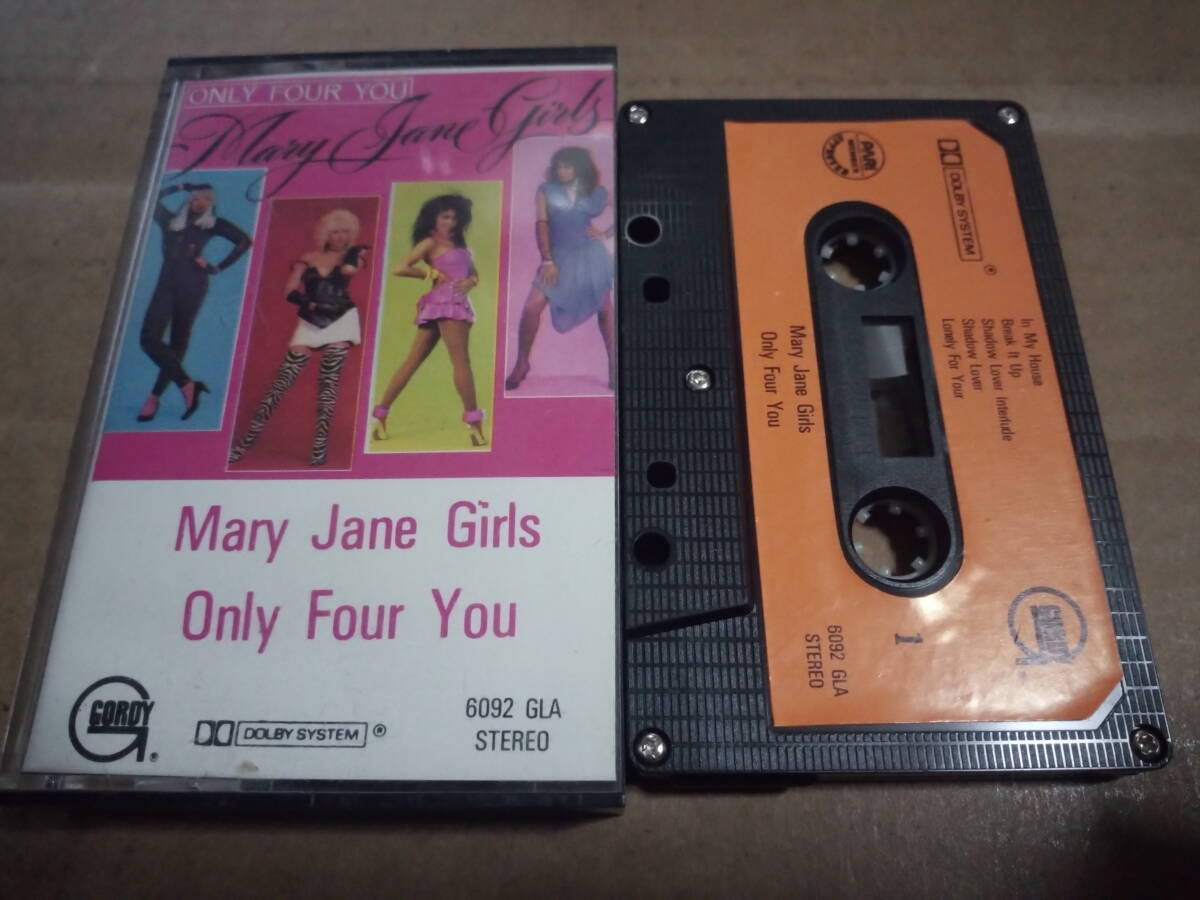 ONLY FOUR YOU
Mary Jane Girls
Mary Jane Girls
Only Four You
GORDY
DOLBY SYSTEM ®
6092 GLA
STEREO
PARI
DOLBY SYSTEM ®
In My House
Break It Up
Shadow Lover Interlude
Shadow Lover
Lonely For Your
Mary Jane Girls
Only Four You
GORDY
1
6092 GLA
STEREO